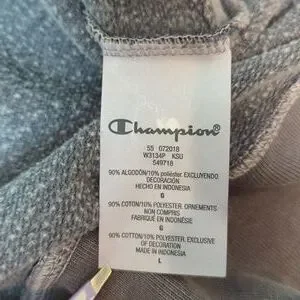 Champion
55 072018
W3134P KSU
549718
90% ALGODÓN/10% poliéster. EXCLUYENDO
DECORACIÓN
HECHO EN INDONESIA
G
90% COTON/10% POLYESTER. ORNEMENTS
NON COMPRIS
FABRIQUÉ EN INDONÉSIE
G
90% COTTON/10% POLYESTER. EXCLUSIVE
OF DECORATION
MADE IN INDONESIA
L